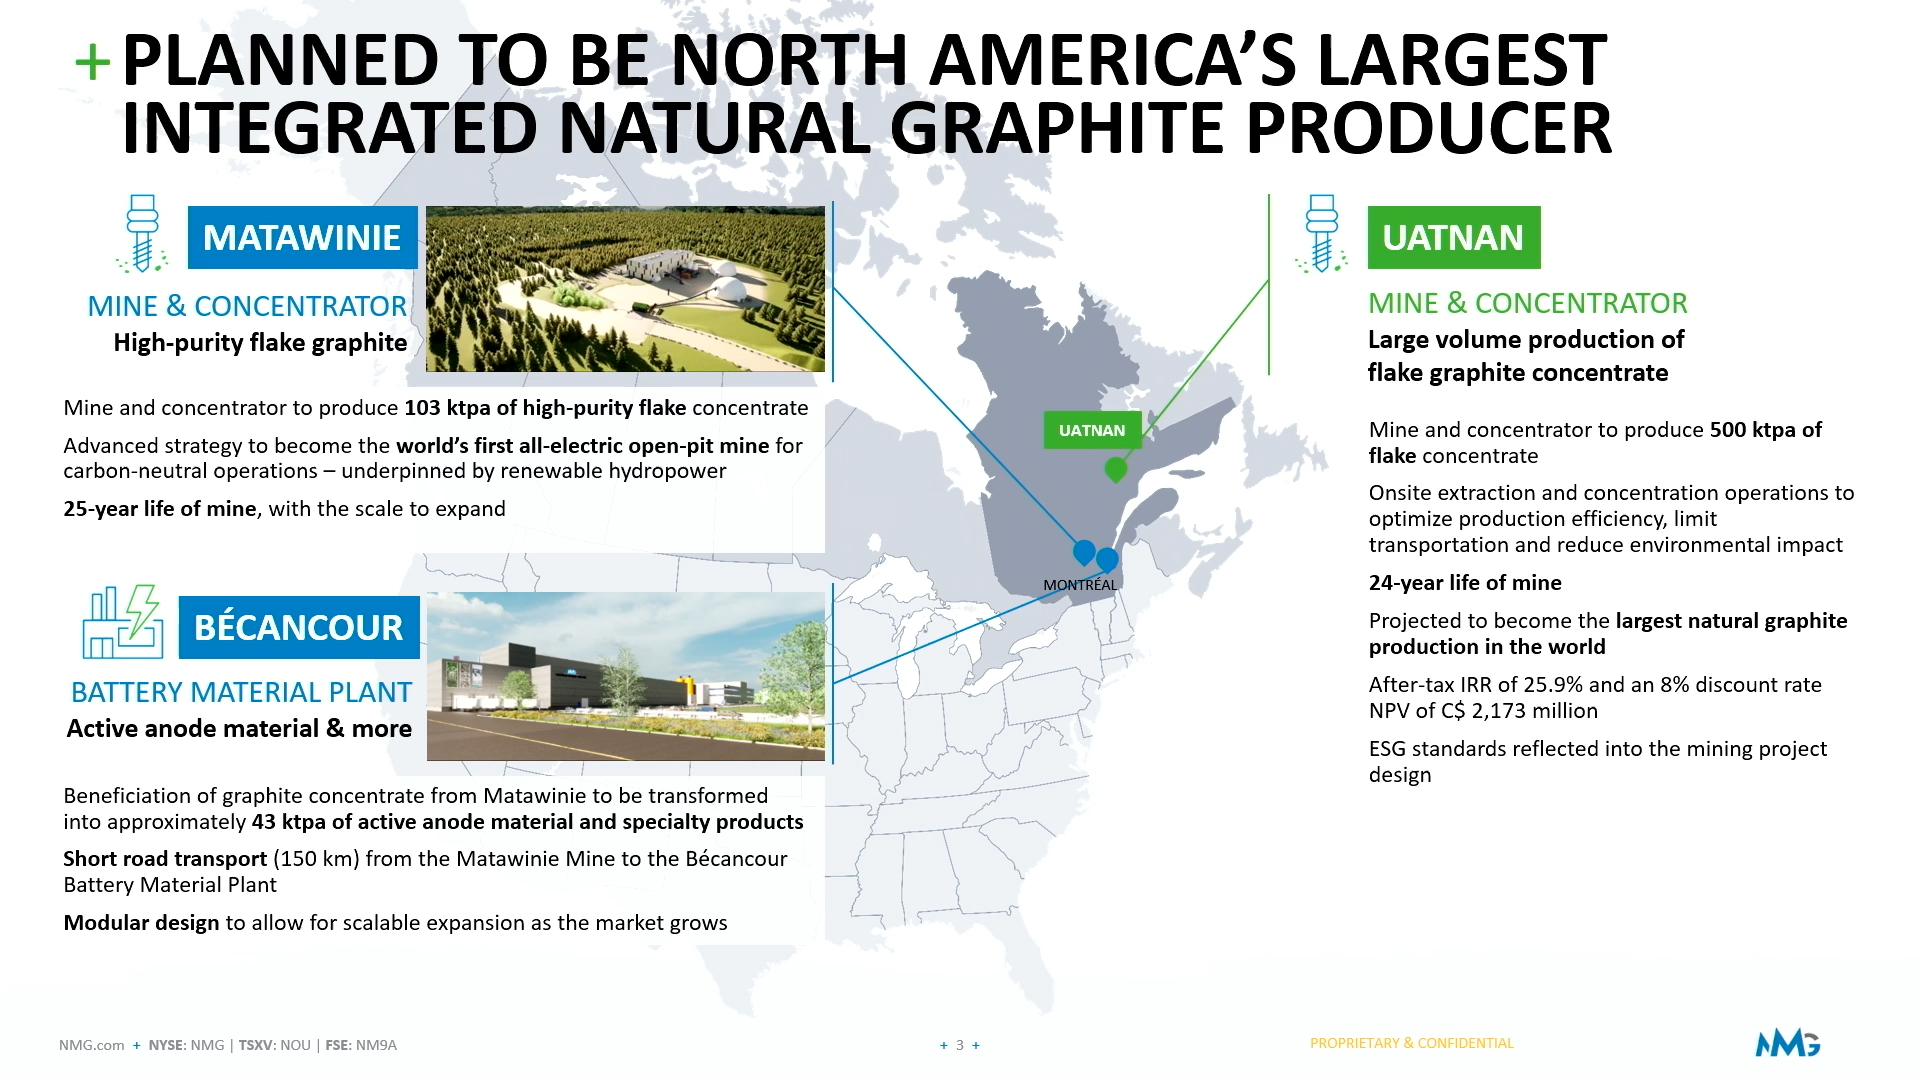 + PLANNED TO BE NORTH AMERICA’S LARGEST
INTEGRATED NATURAL GRAPHITE PRODUCER
MATAWINIE
MINE & CONCENTRATOR
High-purity flake graphite
Mine and concentrator to produce 103 ktpa of high-purity flake concentrate
Advanced strategy to become the world’s first all-electric open-pit mine for
carbon-neutral operations – underpinned by renewable hydropower
25-year life of mine, with the scale to expand
BÉCANCOUR
BATTERY MATERIAL PLANT
Active anode material & more
Beneficiation of graphite concentrate from Matawinie to be transformed
into approximately 43 ktpa of active anode material and specialty products
Short road transport (150 km) from the Matawinie Mine to the Bécancour
Battery Material Plant
Modular design to allow for scalable expansion as the market grows
UATNAN
MONTRÉAL
UATNAN
MINE & CONCENTRATOR
Large volume production of
flake graphite concentrate
Mine and concentrator to produce 500 ktpa of
flake concentrate
Onsite extraction and concentration operations to
optimize production efficiency, limit
transportation and reduce environmental impact
24-year life of mine
Projected to become the largest natural graphite
production in the world
After-tax IRR of 25.9% and an 8% discount rate
NPV of C$ 2,173 million
ESG standards reflected into the mining project
design
NMG.com + NYSE: NMG | TSXV: NOU | FSE: NM9A
+ 3 +
PROPRIETARY & CONFIDENTIAL
NMG